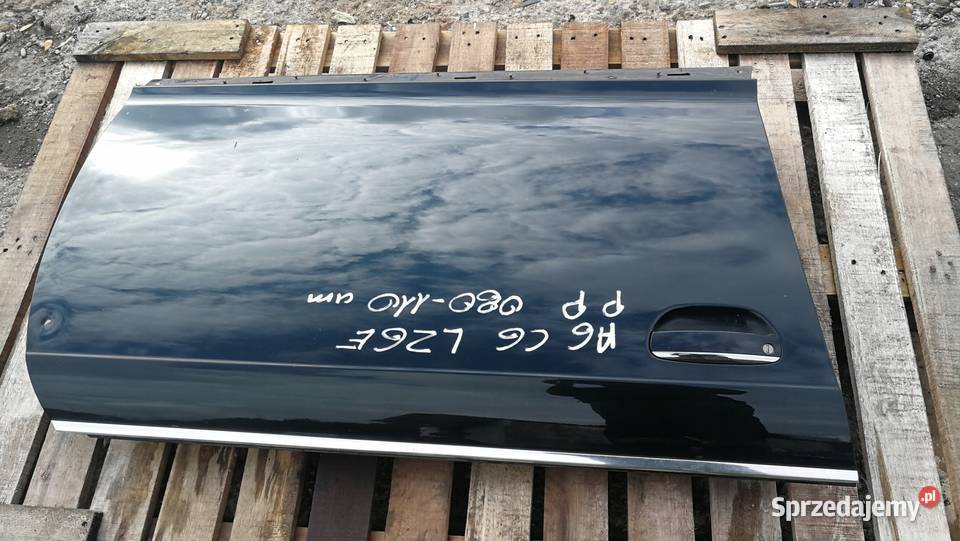 A6 C6 LZ6E
PP 080-110 um
Sprzedajemy.pl